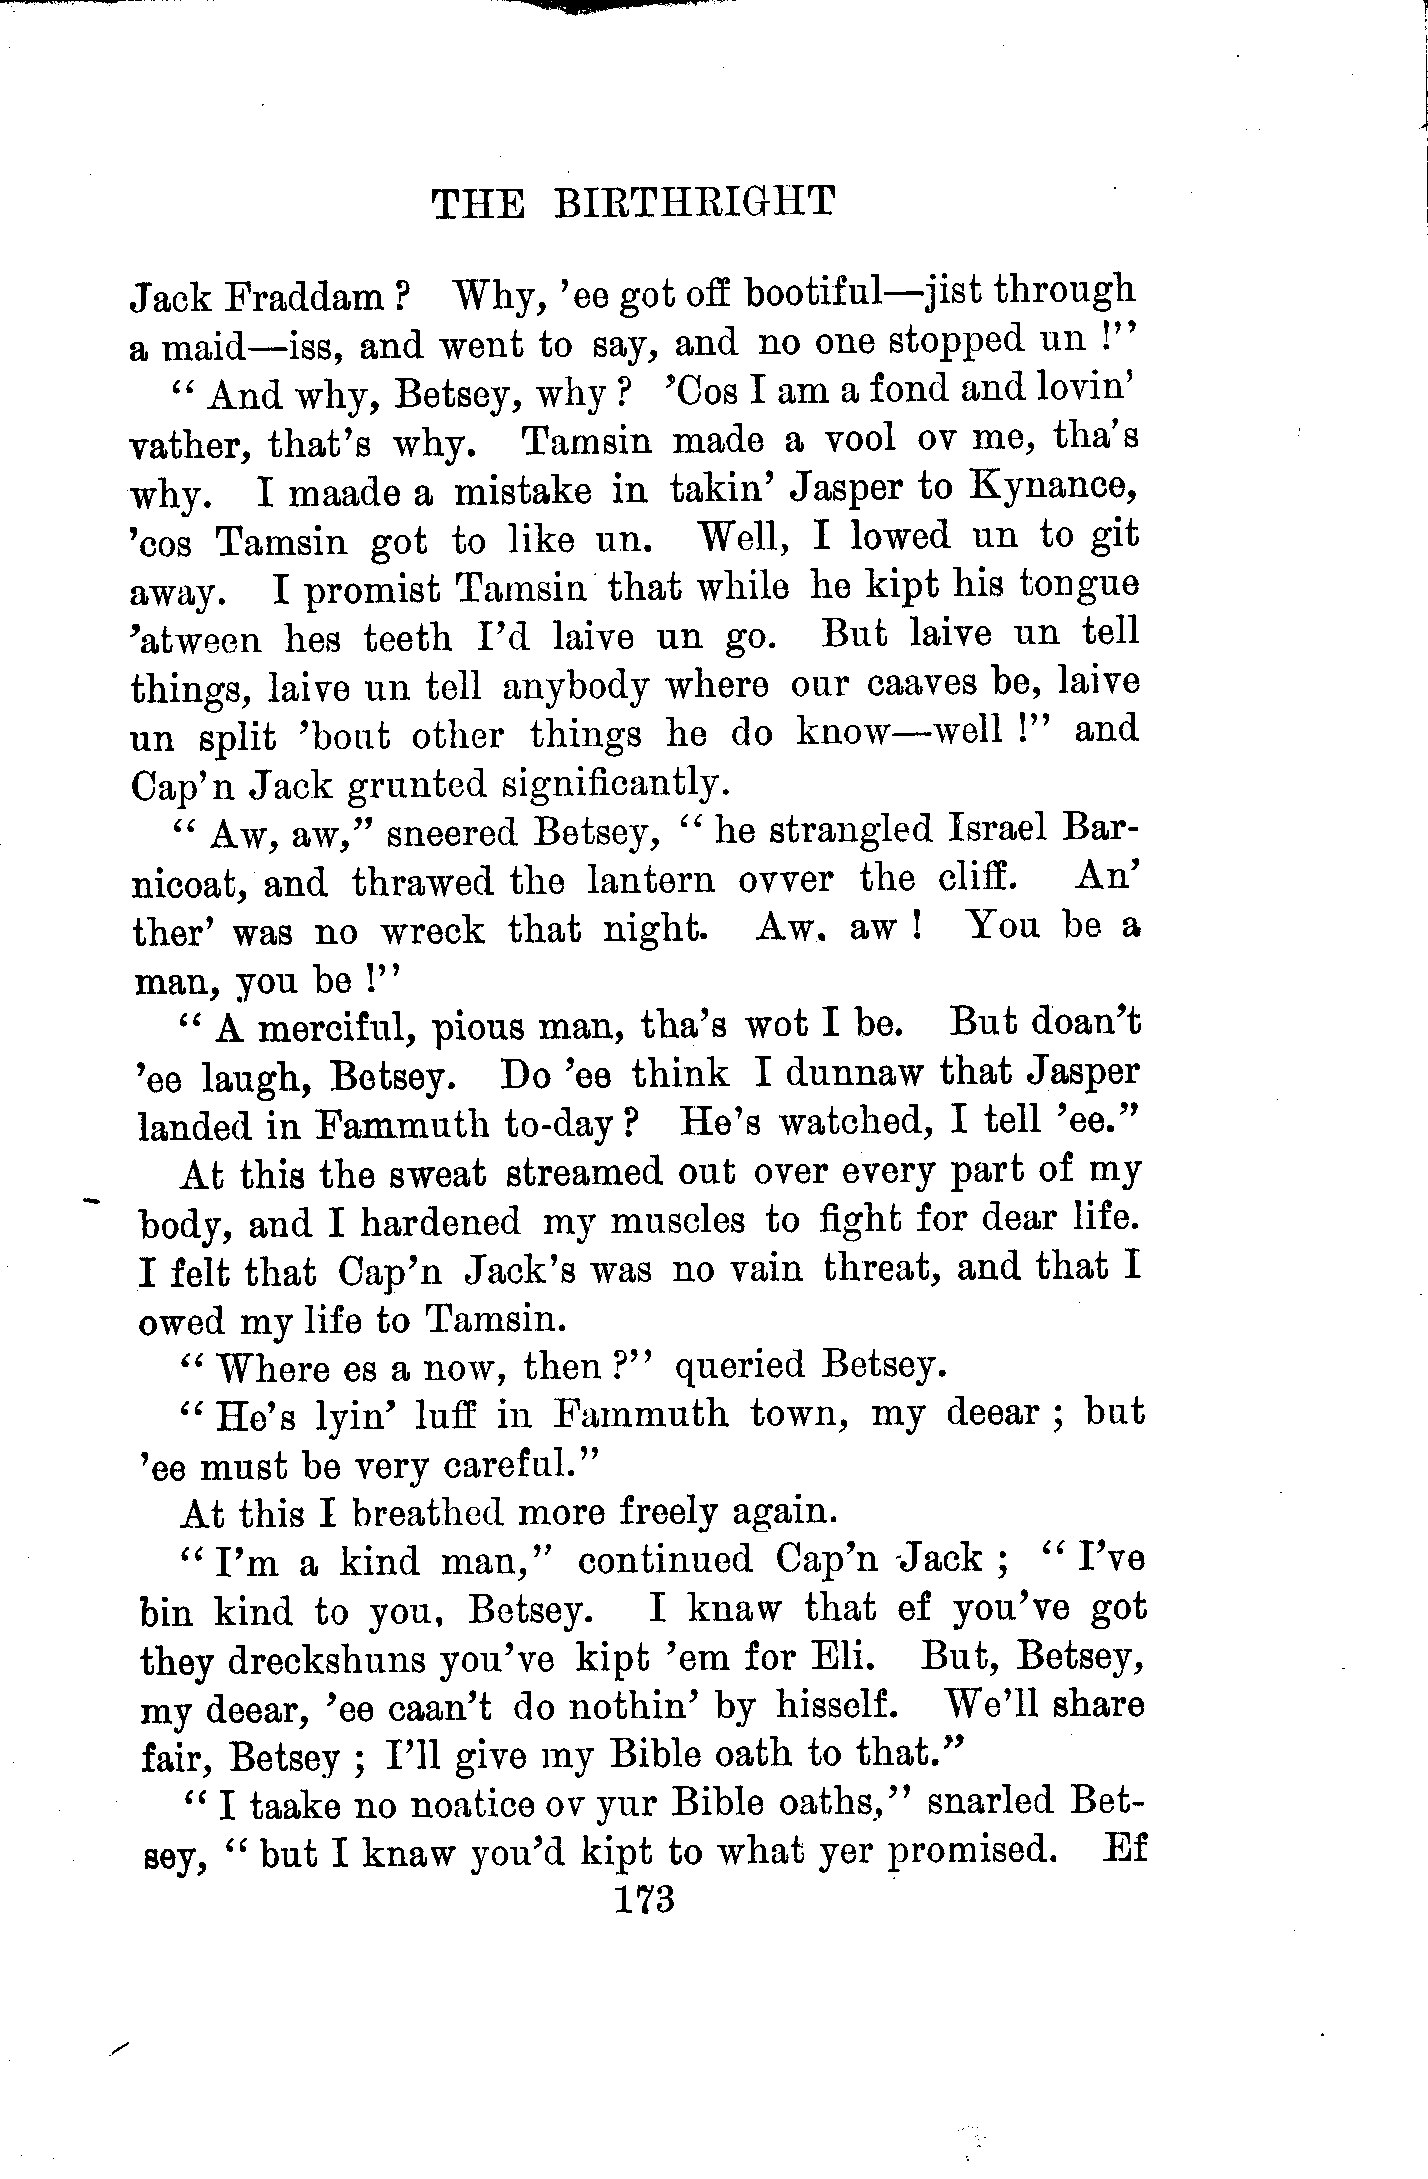 THE BIRTHRIGHT
Jack Fraddam? Why, 'ee got off bootiful—jist through
a maid—iss, and went to say, and no one stopped un!"
"And why, Betsey, why? 'Cos I am a fond and lovin'
vather, that's why. Tamsin made a vool ov me, tha's
why. I maade a mistake in takin' Jasper to Kynance,
'cos Tamsin got to like un. Well, I lowed un to git
away. I promist Tamsin that while he kipt his tongue
'atween hes teeth I'd laive un go. But laive un tell
things, laive un tell anybody where our caaves be, laive
un split 'bout other things he do know—well!" and
Cap'n Jack grunted significantly.
"Aw, aw," sneered Betsey, "he strangled Israel Bar-
nicoat, and thrawed the lantern ovver the cliff. An'
ther' was no wreck that night. Aw. aw! You be a
man, you be!"
"A merciful, pious man, tha's wot I be. But doan't
'ee laugh, Betsey. Do 'ee think I dunnaw that Jasper
landed in Fammuth to-day? He's watched, I tell 'ee."
At this the sweat streamed out over every part of my
body, and I hardened my muscles to fight for dear life.
I felt that Cap'n Jack's was no vain threat, and that I
owed my life to Tamsin.
"Where es a now, then?" queried Betsey.
"He's lyin' luff in Fammuth town, my deear; but
'ee must be very careful."
At this I breathed more freely again.
"I'm a kind man," continued Cap'n Jack; "I've
bin kind to you, Betsey. I knaw that ef you've got
they dreckshuns you've kipt 'em for Eli. But, Betsey,
my deear, 'ee caan't do nothin' by hisself. We'll share
fair, Betsey; I'll give my Bible oath to that."
"I taake no noatice ov yur Bible oaths," snarled Bet-
sey, "but I knaw you'd kipt to what yer promised. Ef
173